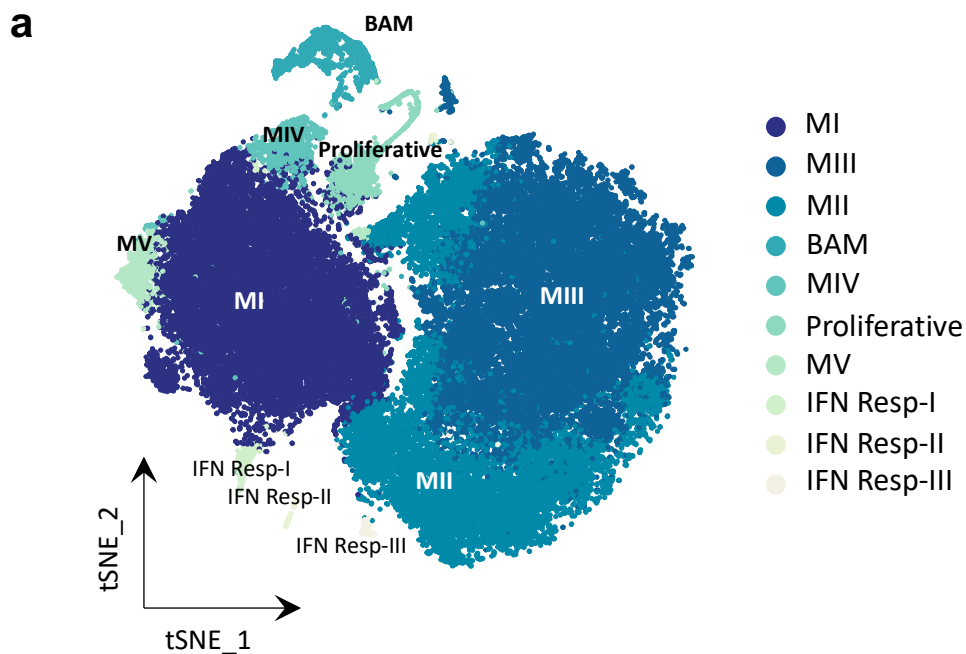 a
BAM
MIV
Proliferative
MV
MI
MIII
MII
IFN Resp-I
IFN Resp-II
IFN Resp-III
tSNE_2
tSNE_1
MI
MIII
MII
BAM
MIV
Proliferative
MV
IFN Resp-I
IFN Resp-II
IFN Resp-III